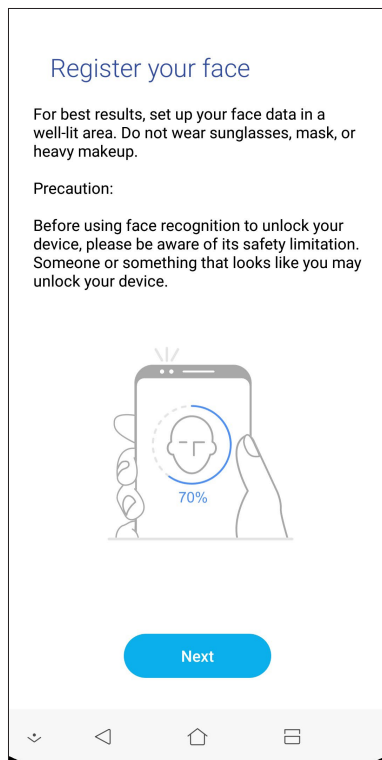 Register your face
For best results, set up your face data in a
well-lit area. Do not wear sunglasses, mask, or
heavy makeup.
Precaution:
Before using face recognition to unlock your
device, please be aware of its safety limitation.
Someone or something that looks like you may
unlock your device.
70%
Next